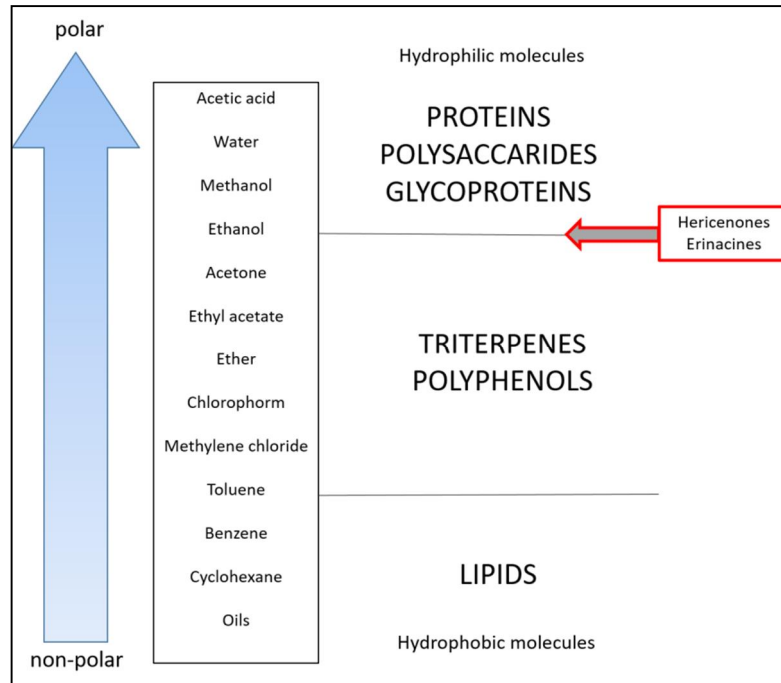 polar
Acetic acid
Water
Methanol
Ethanol
Acetone
Ethyl acetate
Ether
Chlorophorm
Methylene chloride
Toluene
Benzene
Cyclohexane
Oils
non-polar
Hydrophilic molecules
PROTEINS
POLYSACCARIDES
GLYCOPROTEINS
Hericenones
Erinacines
TRITERPENES
POLYPHENOLS
LIPIDS
Hydrophobic molecules